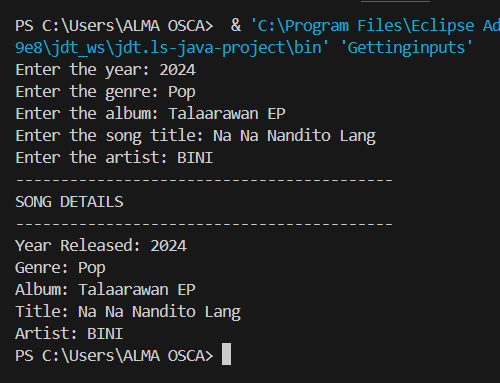 PS C:\Users\ALMA OSCA>  & 'C:\Program Files\Eclipse Ad
9e8\jdt_ws\jdt.ls-java-project\bin' 'Gettinginputs'
Enter the year: 2024
Enter the genre: Pop
Enter the album: Talaarawan EP
Enter the song title: Na Na Nandito Lang
Enter the artist: BINI
------------------------------------------
SONG DETAILS
------------------------------------------
Year Released: 2024
Genre: Pop
Album: Talaarawan EP
Title: Na Na Nandito Lang
Artist: BINI
PS C:\Users\ALMA OSCA>